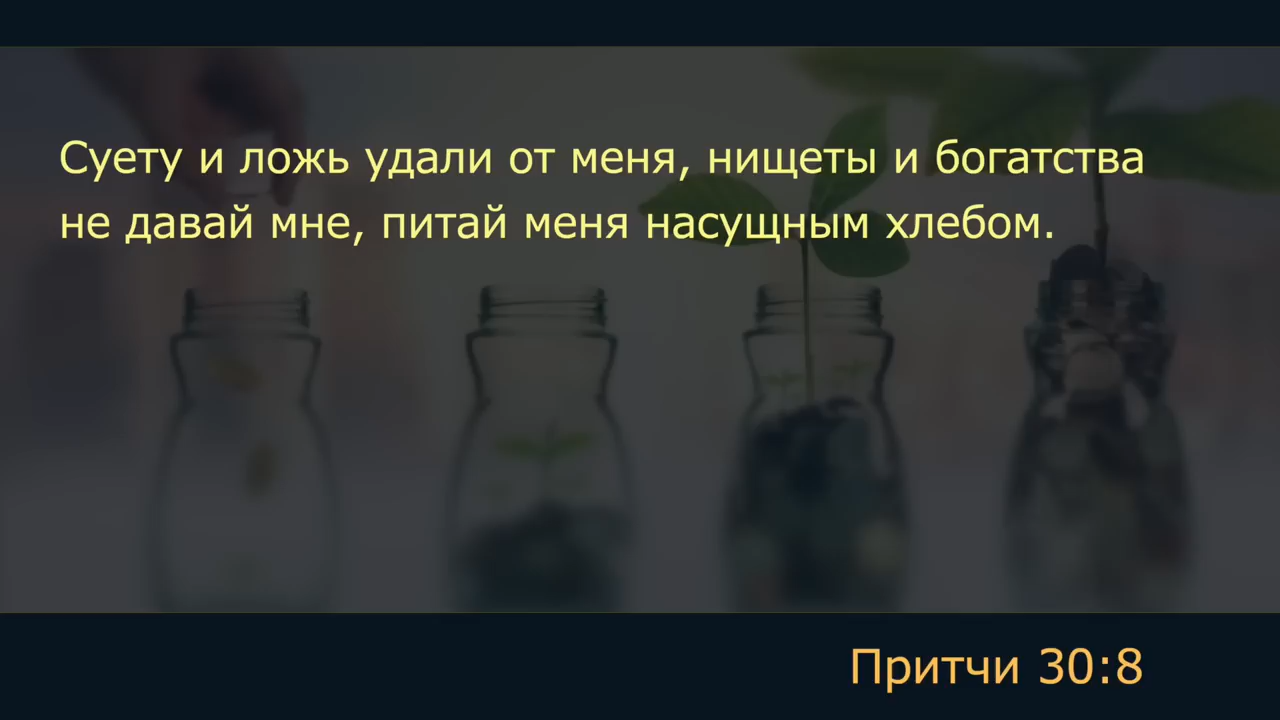 Суету и ложь удали от меня, нищеты и богатства
не давай мне, питай меня насущным хлебом.
Притчи 30:8